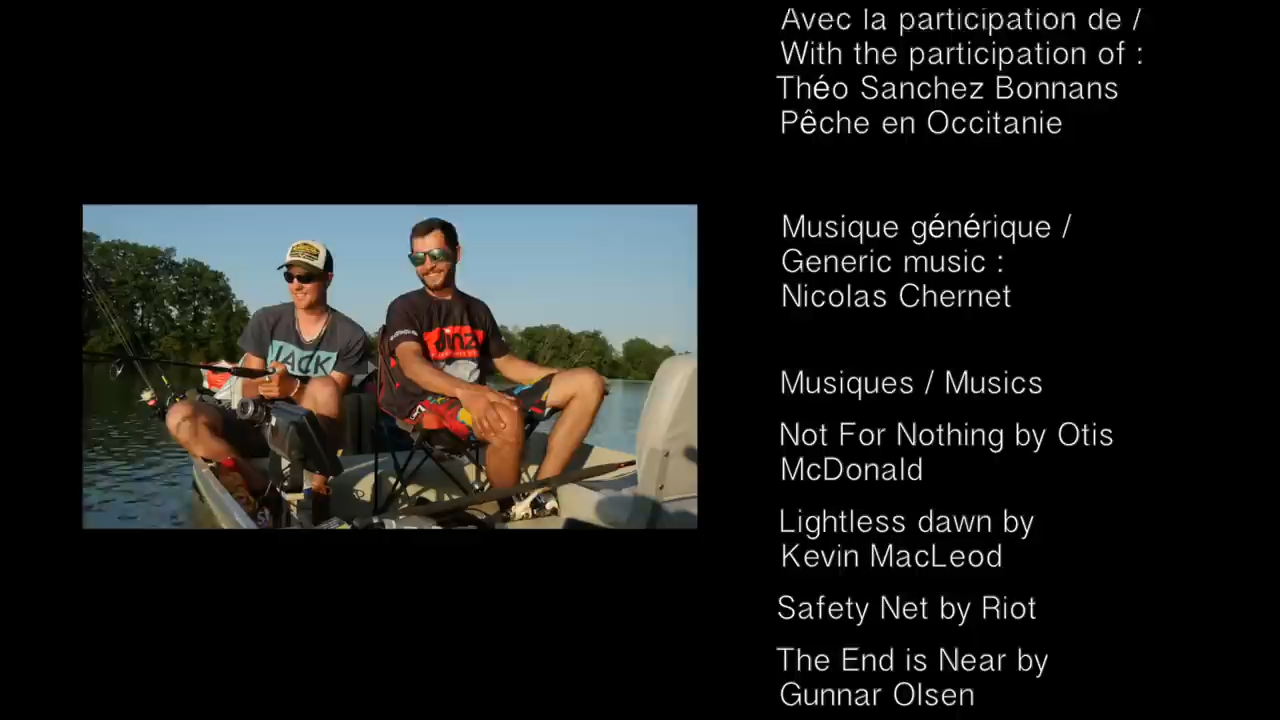 Avec la participation de /
With the participation of :
Théo Sanchez Bonnans
Pêche en Occitanie
Musique générique /
Generic music :
Nicolas Chernet
Musiques / Musics
Not For Nothing by Otis
McDonald
Lightless dawn by
Kevin MacLeod
Safety Net by Riot
The End is Near by
Gunnar Olsen
JACK